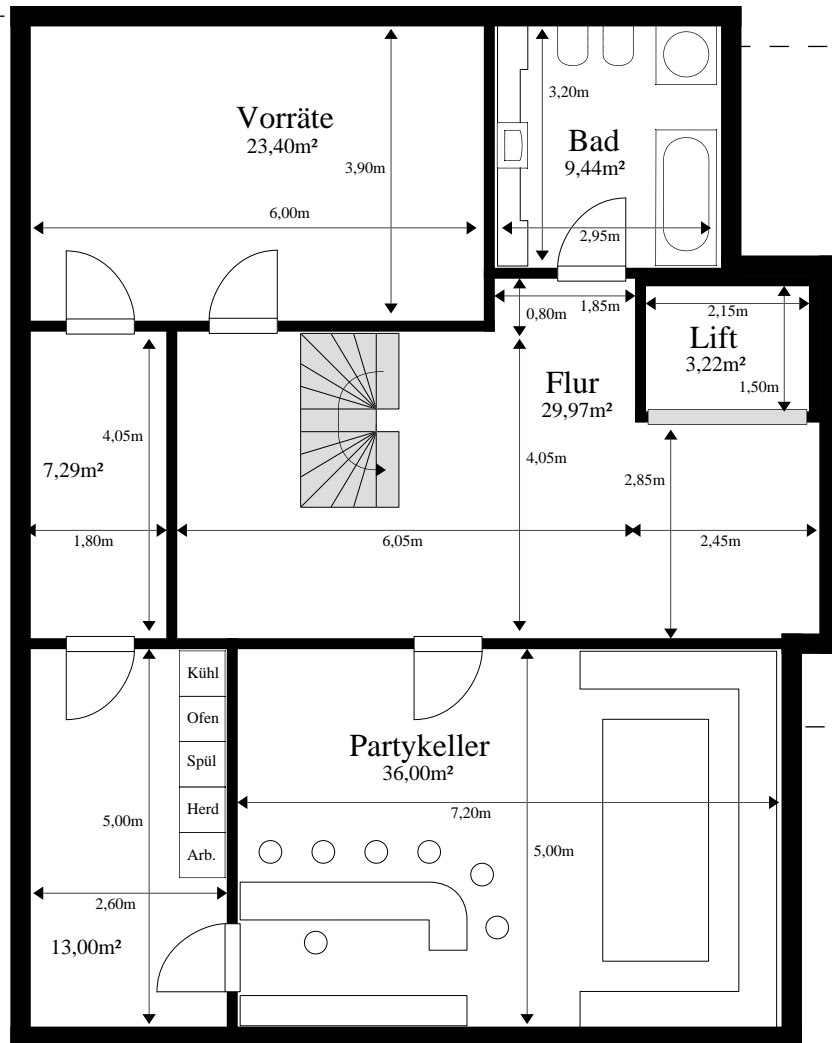 Vorräte
23,40m²
3,90m
6,00m
3,20m
Bad
9,44m²
2,95m
0,80m
1,85m
2,15m
Lift
3,22m²
1,50m
Flur
29,97m²
4,05m
7,29m²
1,80m
4,05m
2,85m
6,05m
2,45m
Kühl
Ofen
Spül
Herd
Arb.
5,00m
2,60m
13,00m²
Partykeller
36,00m²
7,20m
5,00m